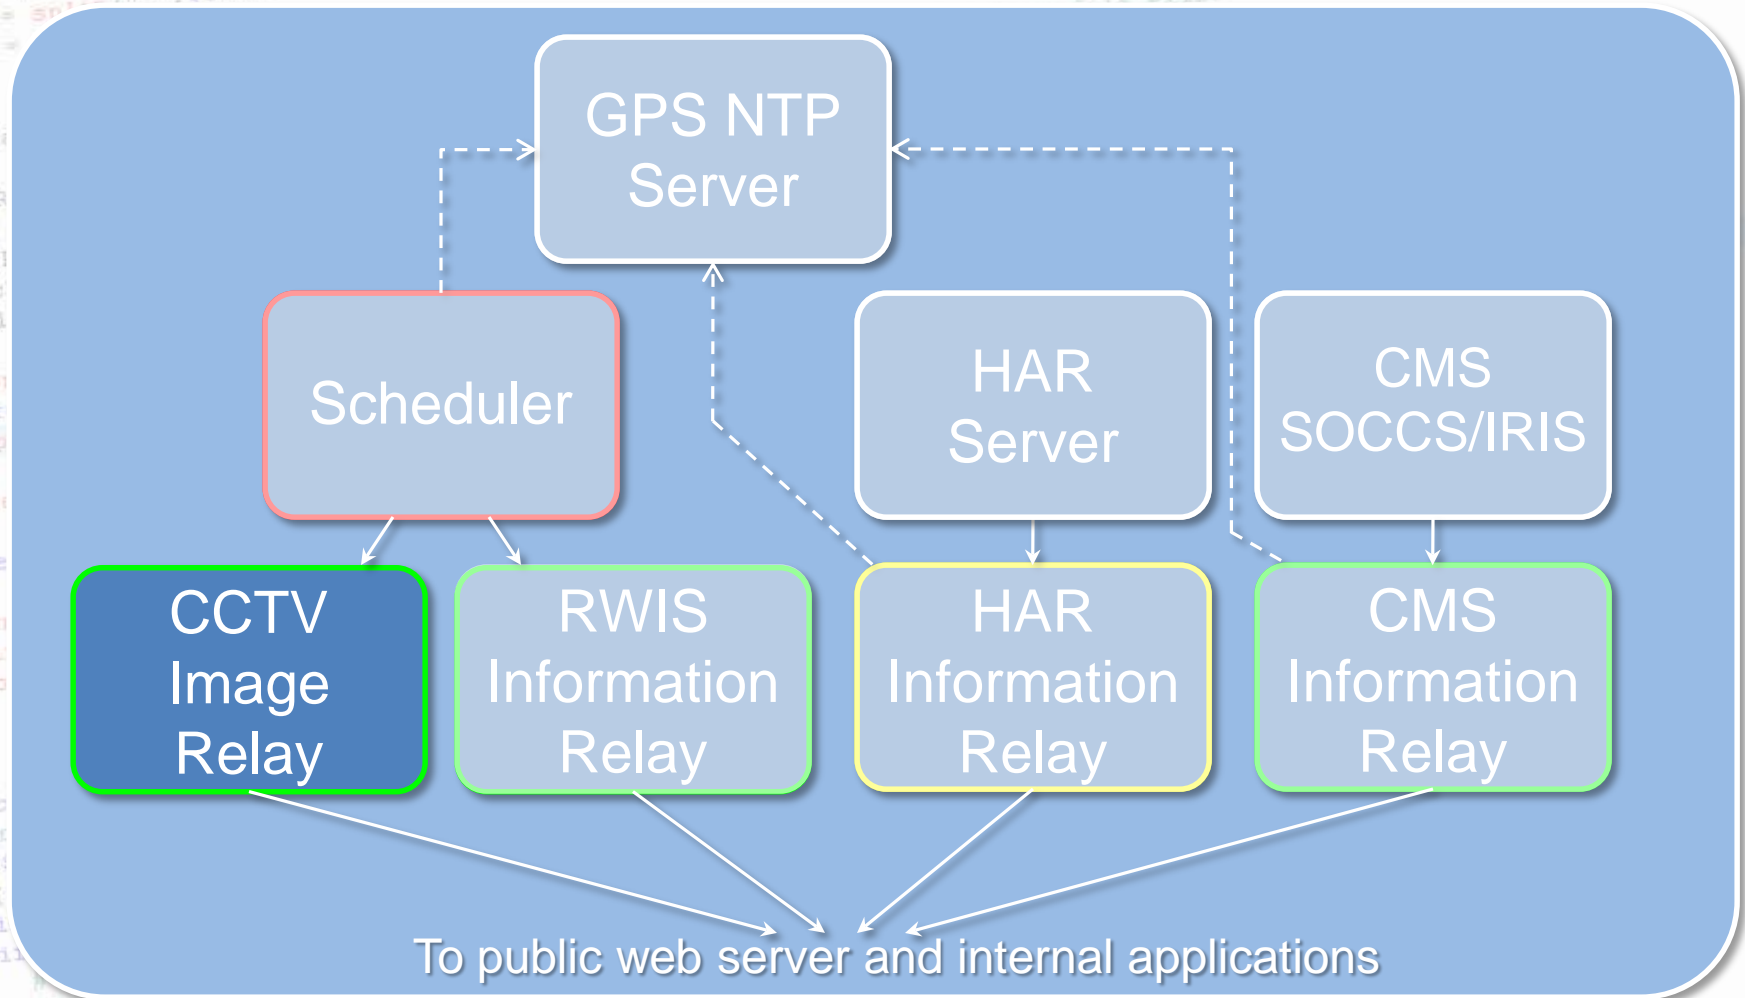 GPS NTP
Server
Scheduler
HAR
Server
CMS
SOCCS/IRIS
CCTV
Image
Relay
RWIS
Information
Relay
HAR
Information
Relay
CMS
Information
Relay
To public web server and internal applications